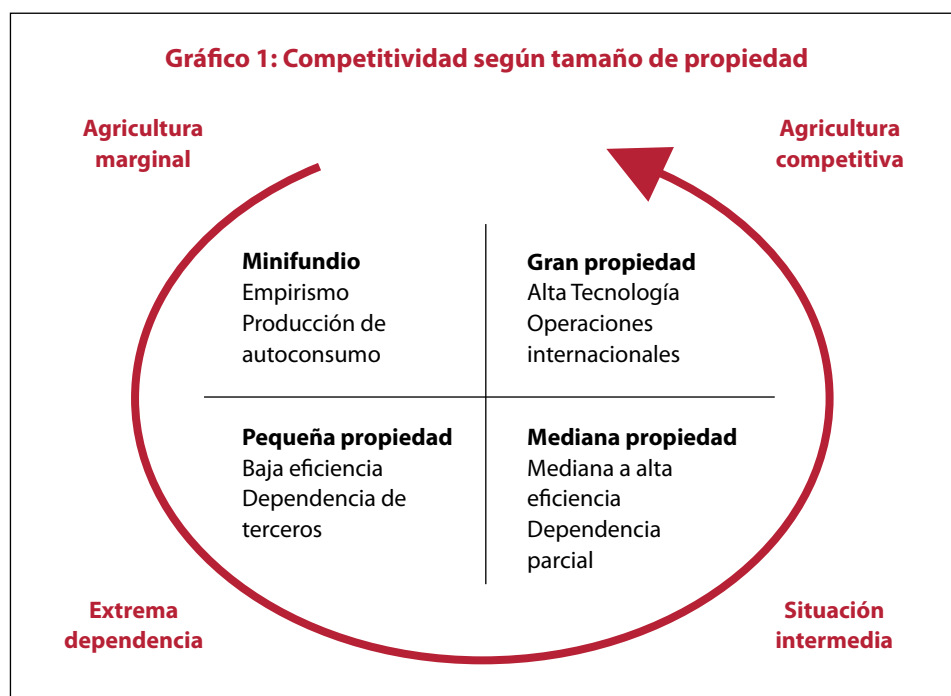 Gráfico 1: Competitividad según tamaño de propiedad
Agricultura
marginal
Agricultura
competitiva
Minifundio
Empirismo
Producción de
autoconsumo
Gran propiedad
Alta Tecnología
Operaciones
internacionales
Pequeña propiedad
Baja eficiencia
Dependencia de
terceros
Mediana propiedad
Mediana a alta
eficiencia
Dependencia
parcial
Extrema
dependencia
Situación
intermedia